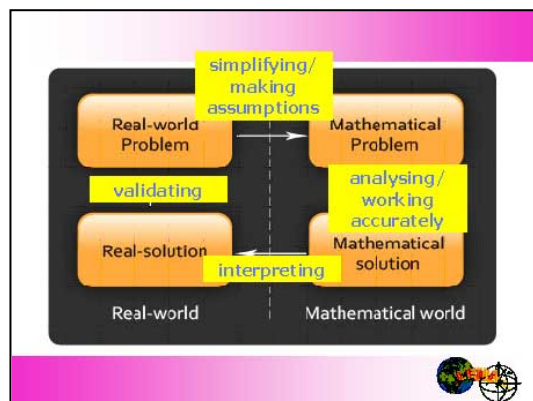 simplifying/
making
assumptions
Real-world
Problem
Mathematical
Problem
validating
analysing/
working
accurately
Real-solution
interpreting
Mathematical
solution
Real-world
Mathematical world